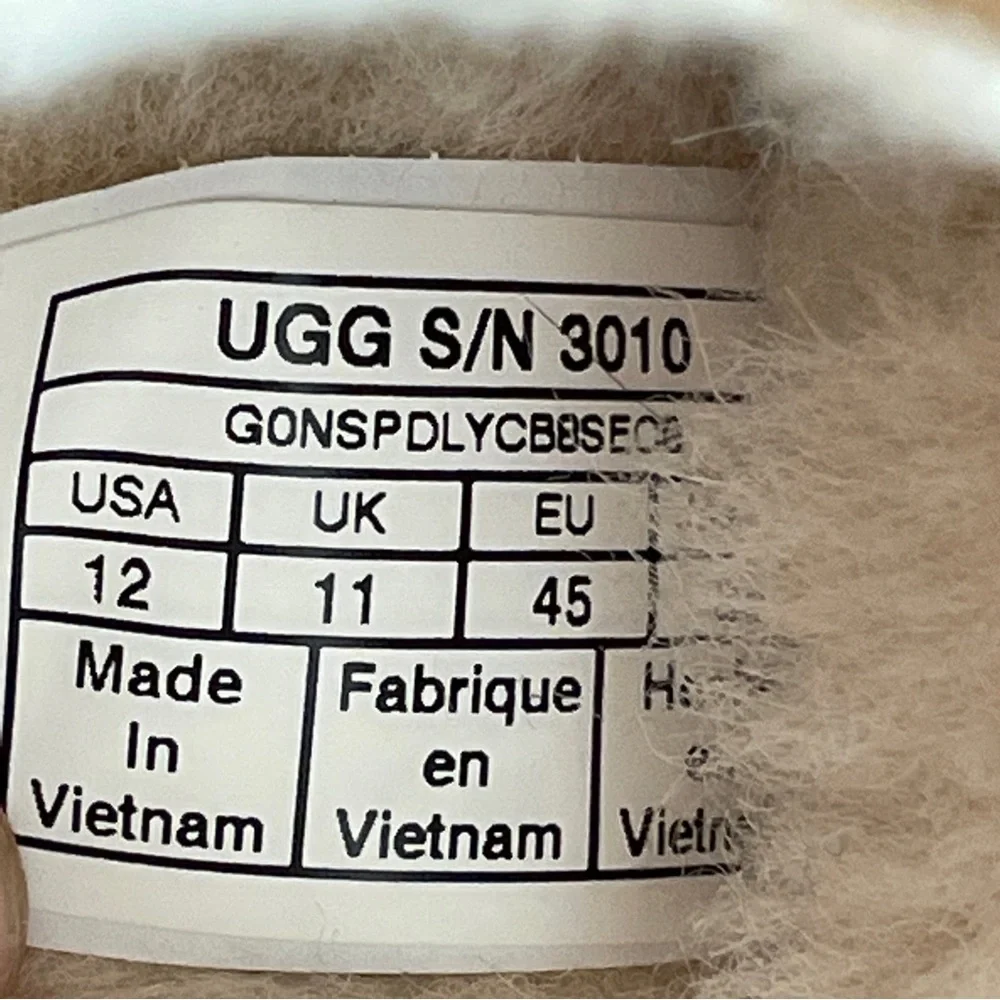 UGG S/N 3010
USA UK EU
12 11 45
Made Fabrique
In en
Vietnam Vietnam